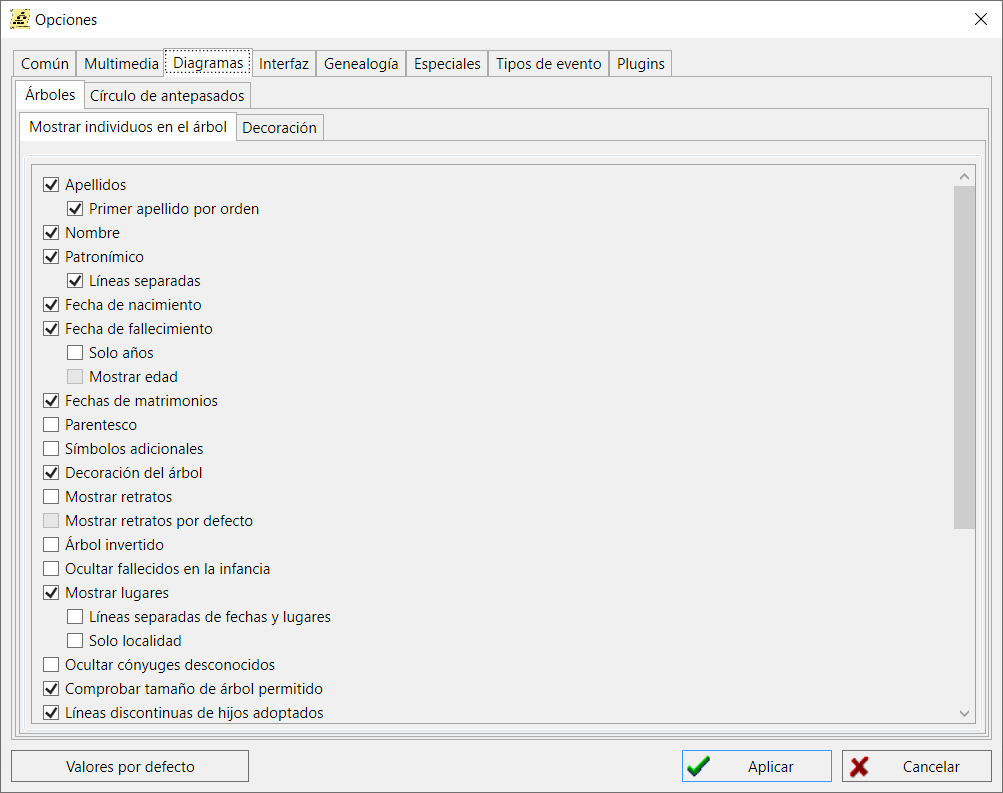 Opciones
Común Multimedia Diagramas Interfaz Genealogía Especiales Tipos de evento Plugins
Árboles Círculo de antepasados
Mostrar individuos en el árbol Decoración
Apellidos
Primer apellido por orden
Nombre
Patronímico
Líneas separadas
Fecha de nacimiento
Fecha de fallecimiento
Solo años
Mostrar edad
Fechas de matrimonios
Parentesco
Símbolos adicionales
Decoración del árbol
Mostrar retratos
Mostrar retratos por defecto
Árbol invertido
Ocultar fallecidos en la infancia
Mostrar lugares
Líneas separadas de fechas y lugares
Solo localidad
Ocultar cónyuges desconocidos
Comprobar tamaño de árbol permitido
Líneas discontinuas de hijos adoptados
Valores por defecto Aplicar Cancelar